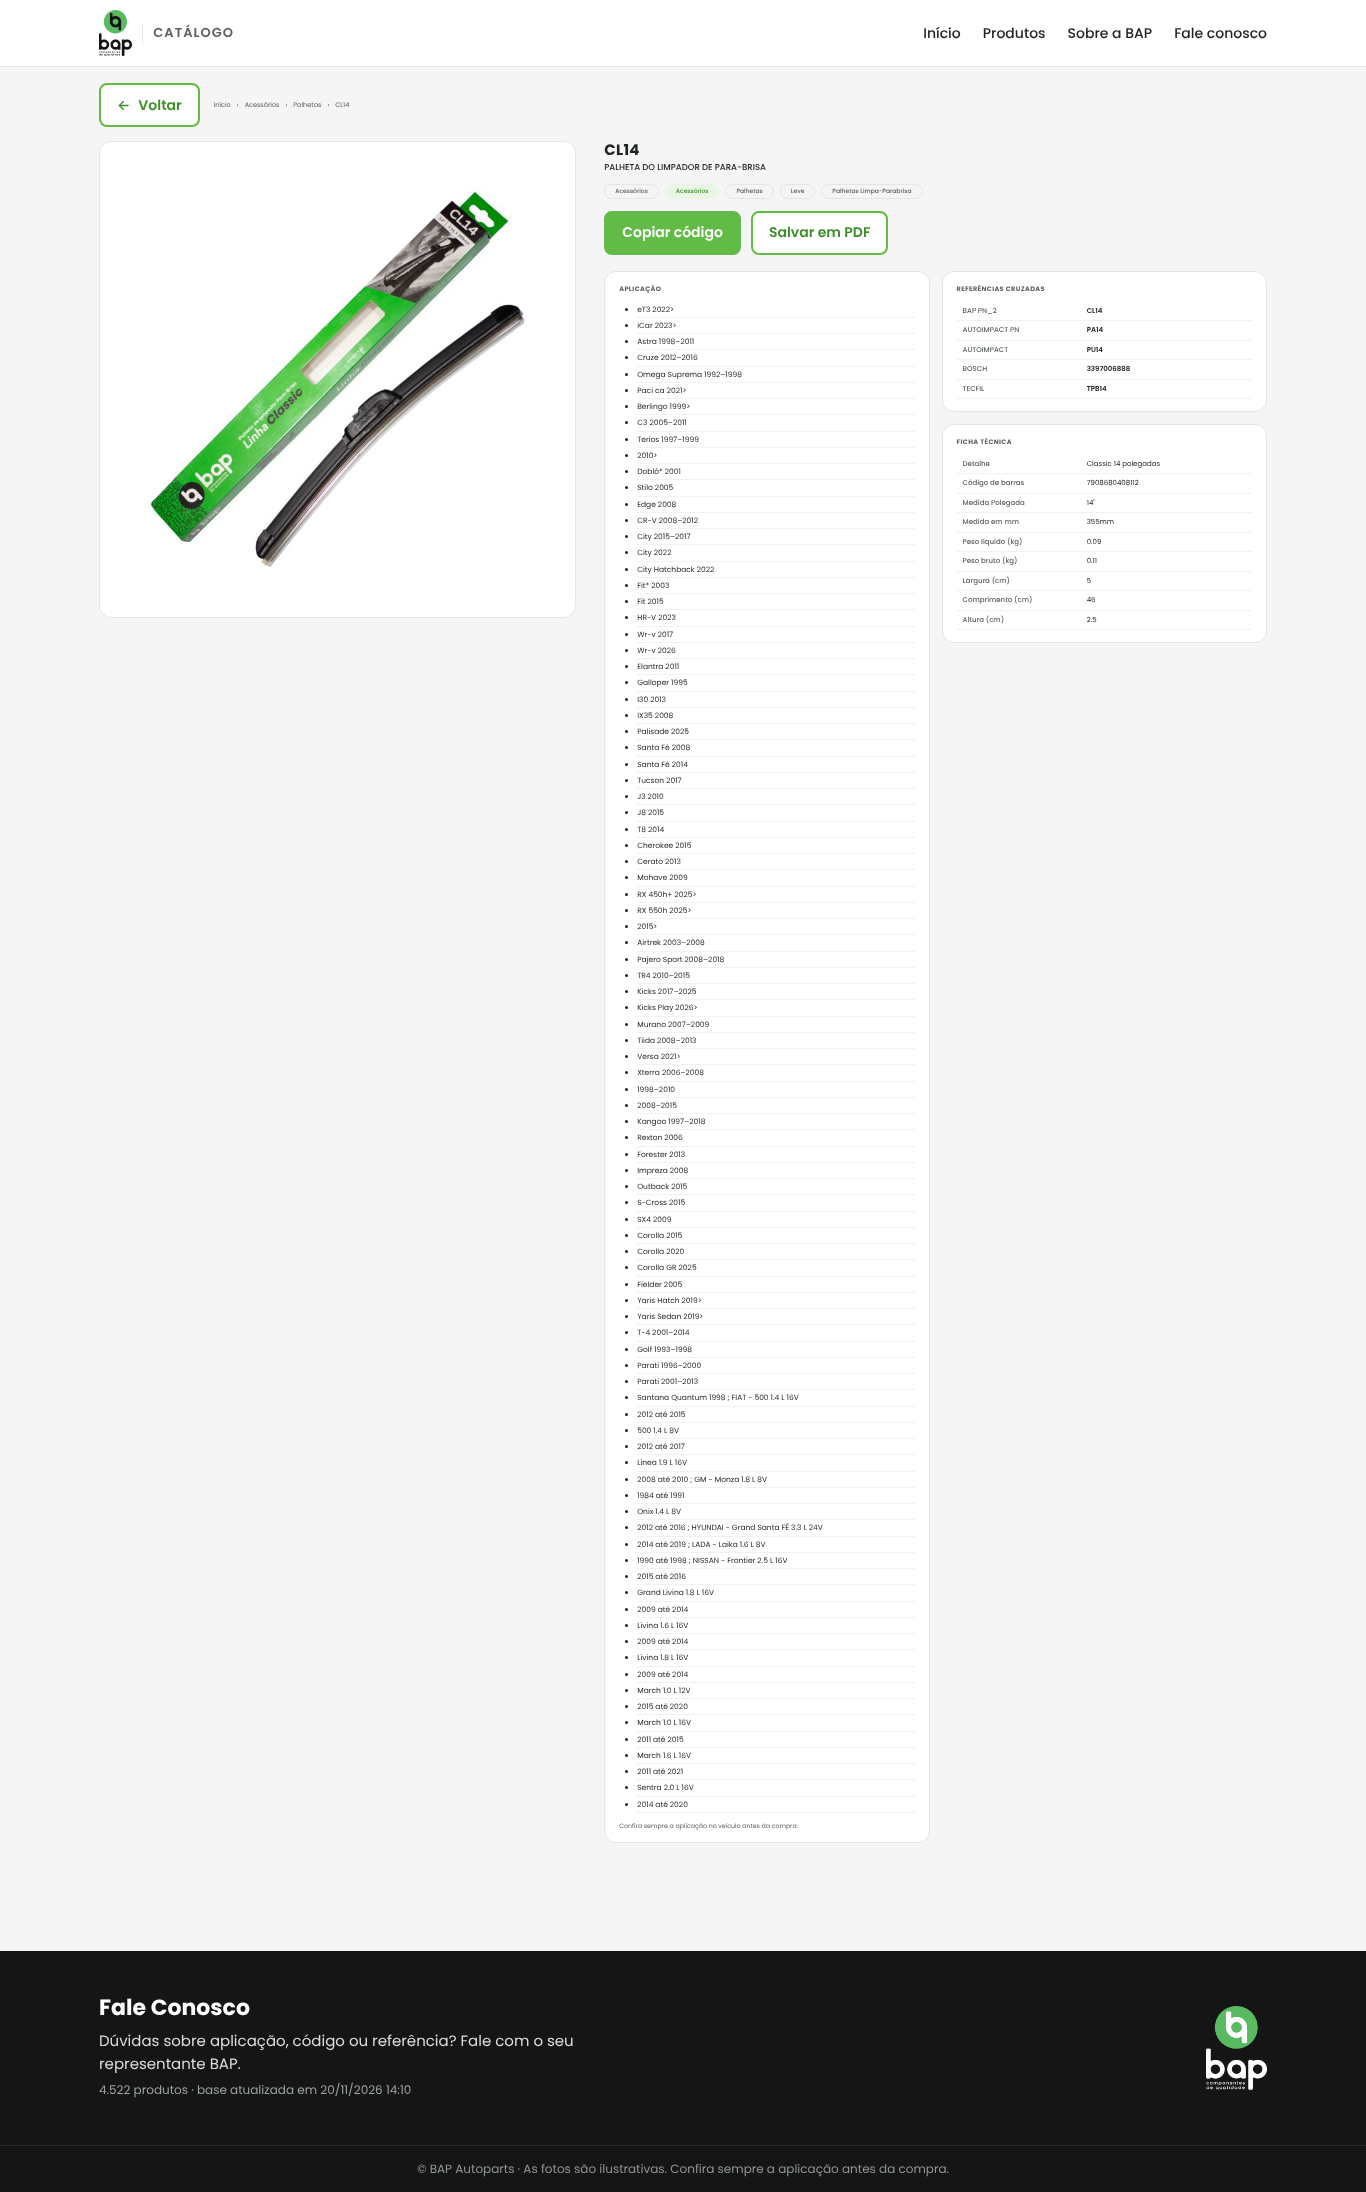 bap
CATÁLOGO
Início
Produtos
Sobre a BAP
Fale conosco
← Voltar
Início › Acessórios › Palhetas › CL14
CL14
Linha Classic
bap
CL14
PALHETA DO LIMPADOR DE PARA-BRISA
Acessórios
Acessórios
Palhetas
Leve
Palhetas Limpa-Parabrisa
Copiar código
Salvar em PDF
APLICAÇÃO
eT3 2022>
iCar 2023>
Astra 1998–2011
Cruze 2012–2016
Omega Suprema 1992–1998
Paci ca 2021>
Berlingo 1999>
C3 2005–2011
Terios 1997–1999
2010>
Dobló* 2001
Stilo 2005
Edge 2008
CR-V 2008–2012
City 2015–2017
City 2022
City Hatchback 2022
Fit* 2003
Fit 2015
HR-V 2023
Wr-v 2017
Wr-v 2026
Elantra 2011
Galloper 1995
I30 2013
IX35 2008
Palisade 2025
Santa Fé 2008
Santa Fé 2014
Tucson 2017
J3 2010
J8 2015
T8 2014
Cherokee 2015
Cerato 2013
Mohave 2009
RX 450h+ 2025>
RX 550h 2025>
2015>
Airtrek 2003–2008
Pajero Sport 2008–2018
TR4 2010–2015
Kicks 2017–2025
Kicks Play 2026>
Murano 2007–2009
Tiida 2008–2013
Versa 2021>
Xterra 2006–2008
1998–2010
2008–2015
Kangoo 1997–2018
Rexton 2006
Forester 2013
Impreza 2008
Outback 2015
S-Cross 2015
SX4 2009
Corolla 2015
Corolla 2020
Corolla GR 2025
Fielder 2005
Yaris Hatch 2019>
Yaris Sedan 2019>
T-4 2001–2014
Golf 1993–1998
Parati 1996–2000
Parati 2001–2013
Santana Quantum 1998 ; FIAT - 500 1.4 L 16V
2012 até 2015
500 1.4 L 8V
2012 até 2017
Linea 1.9 L 16V
2008 até 2010 ; GM - Monza 1.8 L 8V
1984 até 1991
Onix 1.4 L 8V
2012 até 2016 ; HYUNDAI - Grand Santa FÉ 3.3 L 24V
2014 até 2019 ; LADA - Laika 1.6 L 8V
1990 até 1998 ; NISSAN - Frontier 2.5 L 16V
2015 até 2016
Grand Livina 1.8 L 16V
2009 até 2014
Livina 1.6 L 16V
2009 até 2014
Livina 1.8 L 16V
2009 até 2014
March 1.0 L 12V
2015 até 2020
March 1.0 L 16V
2011 até 2015
March 1.6 L 16V
2011 até 2021
Sentra 2.0 L 16V
2014 até 2020
Confira sempre a aplicação no veículo antes da compra.
REFERÊNCIAS CRUZADAS
BAP PN_2 CL14
AUTOIMPACT PN PA14
AUTOIMPACT PU14
BOSCH 3397006888
TECFIL TPB14
FICHA TÉCNICA
Detalhe Classic 14 polegadas
Código de barras 7908680408112
Medida Polegada 14"
Medida em mm 355mm
Peso líquido (kg) 0.09
Peso bruto (kg) 0.11
Largura (cm) 5
Comprimento (cm) 46
Altura (cm) 2.5
Fale Conosco
Dúvidas sobre aplicação, código ou referência? Fale com o seu
representante BAP.
4.522 produtos · base atualizada em 20/11/2026 14:10
bap
componentes
de qualidade
© BAP Autoparts · As fotos são ilustrativas. Confira sempre a aplicação antes da compra.